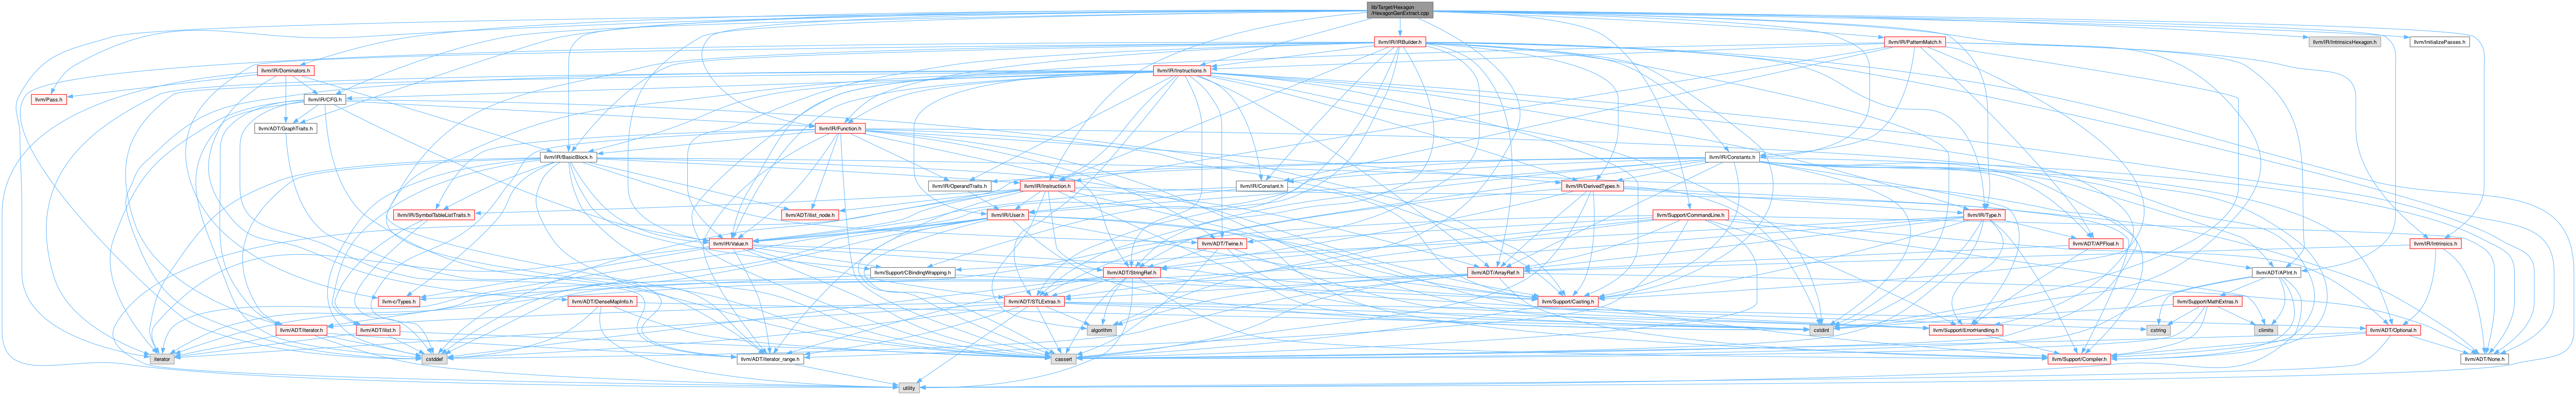 lib/Target/Hexagon
/HexagonGenExtract.cpp
llvm/IR/IRBuilder.h
llvm/IR/PatternMatch.h
llvm/IR/IntrinsicsHexagon.h
llvm/InitializePasses.h
llvm/IR/Dominators.h
llvm/IR/Instructions.h
llvm/Pass.h
llvm/IR/CFG.h
llvm/ADT/GraphTraits.h
llvm/IR/Function.h
llvm/IR/BasicBlock.h
llvm/IR/Constants.h
llvm/IR/OperandTraits.h
llvm/IR/Instruction.h
llvm/IR/Constant.h
llvm/IR/DerivedTypes.h
llvm/IR/SymbolTableListTraits.h
llvm/ADT/ilist_node.h
llvm/IR/User.h
llvm/Support/CommandLine.h
llvm/IR/Type.h
llvm/IR/Value.h
llvm/ADT/Twine.h
llvm/ADT/APFloat.h
llvm/IR/Intrinsics.h
llvm/Support/CBindingWrapping.h
llvm/ADT/StringRef.h
llvm/ADT/ArrayRef.h
llvm/ADT/APInt.h
llvm-c/Types.h
llvm/ADT/DenseMapInfo.h
llvm/ADT/STLExtras.h
llvm/Support/Casting.h
llvm/Support/MathExtras.h
llvm/ADT/iterator.h
llvm/ADT/ilist.h
algorithm
cstdint
llvm/Support/ErrorHandling.h
cstring
climits
llvm/ADT/Optional.h
iterator
cstddef
llvm/ADT/iterator_range.h
cassert
llvm/Support/Compiler.h
llvm/ADT/None.h
utility